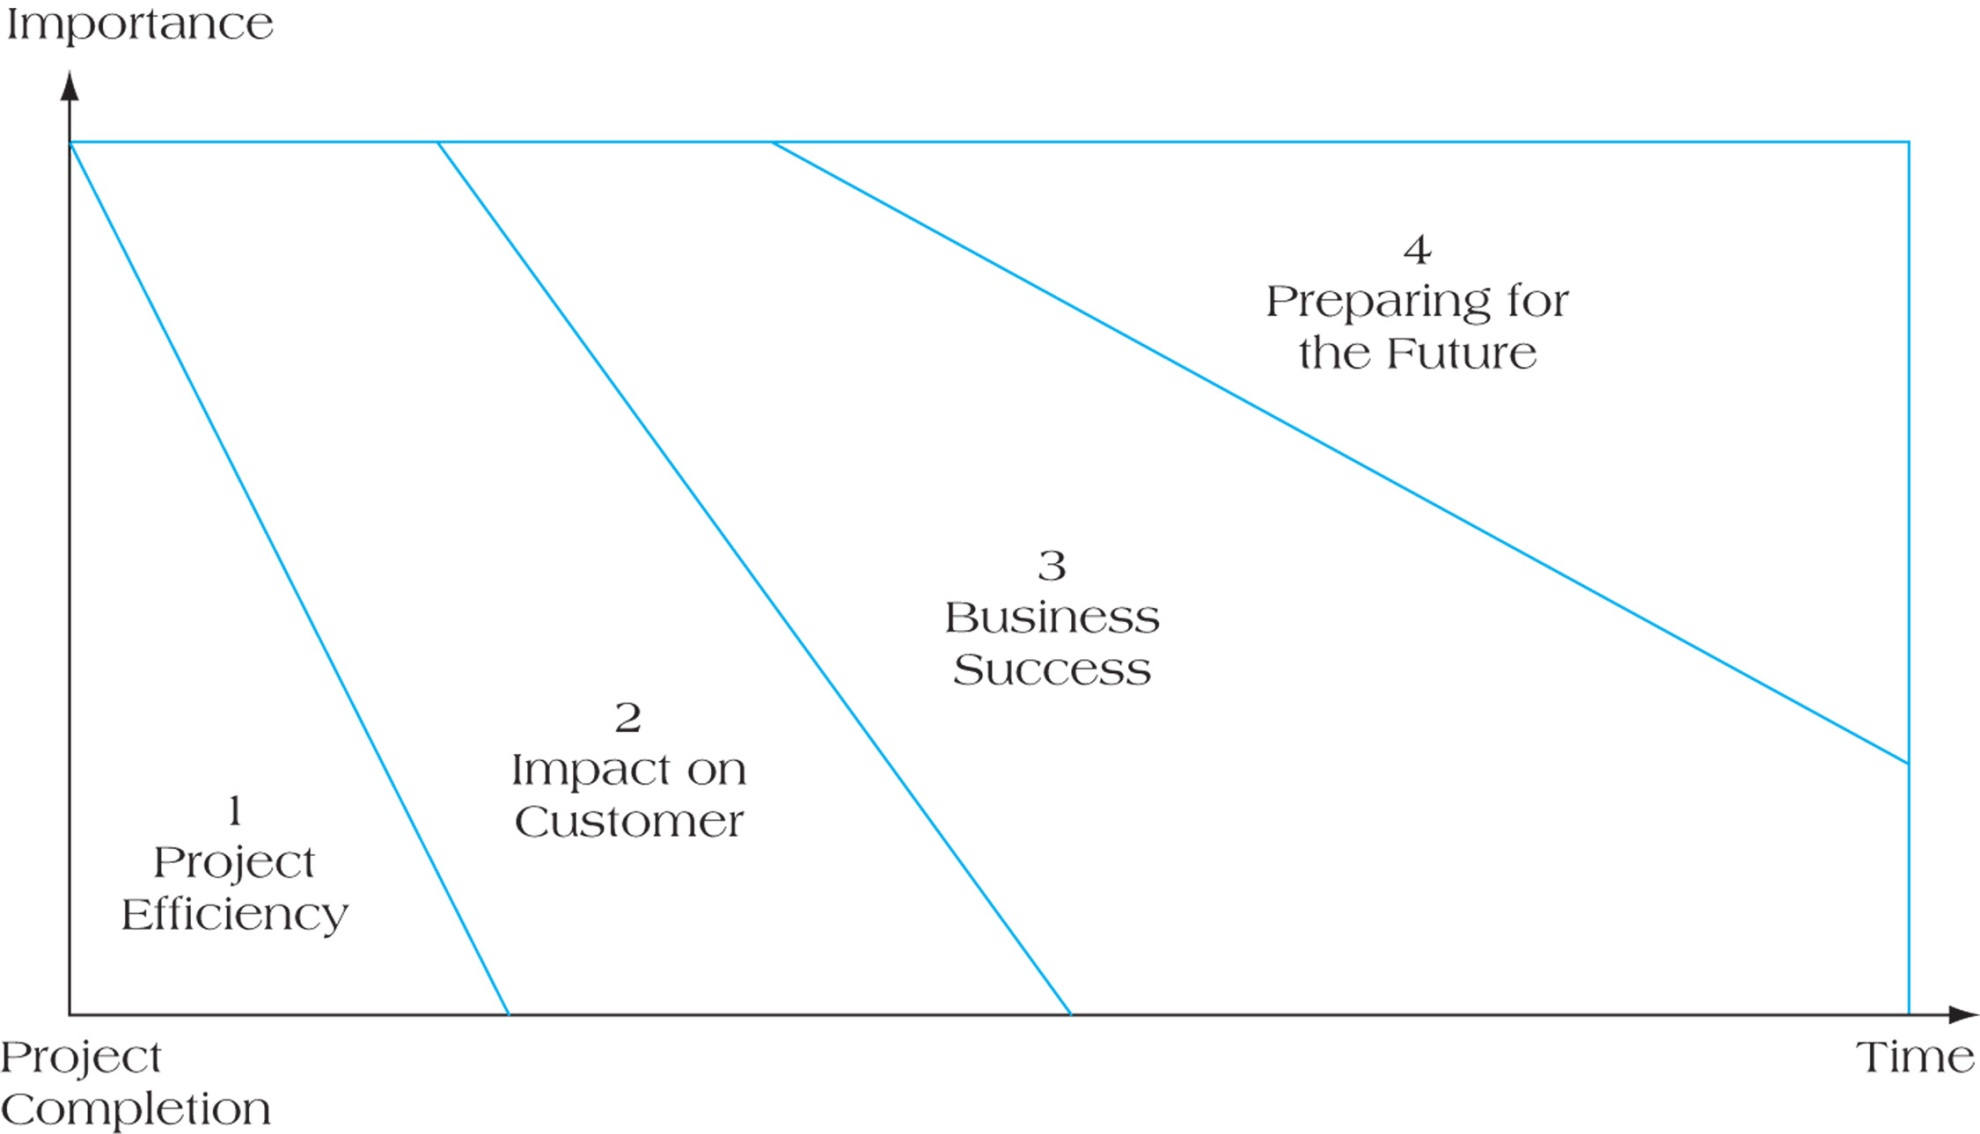 Importance
4
Preparing for
the Future
3
Business
Success
2
Impact on
Customer
1
Project
Efficiency
Project
Completion
Time